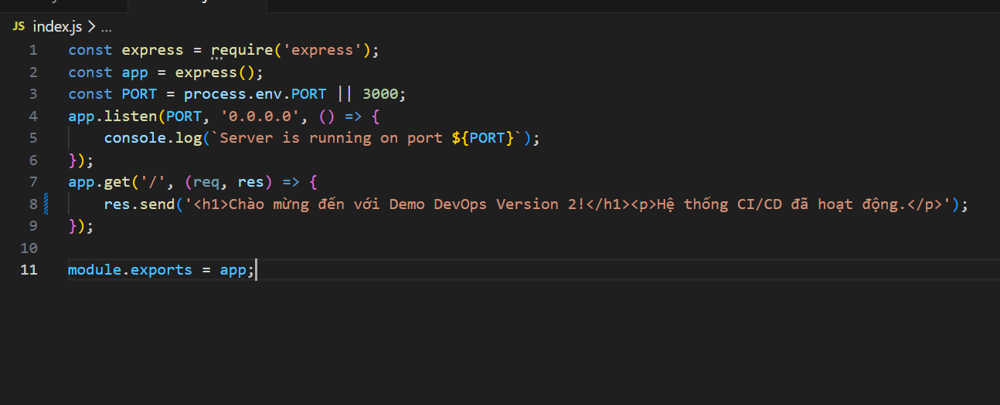 JS index.js > ...
1 const express = require('express');
2 const app = express();
3 const PORT = process.env.PORT || 3000;
4 app.listen(PORT, '0.0.0.0', () => {
5     console.log(`Server is running on port ${PORT}`);
6 });
7 app.get('/', (req, res) => {
8     res.send('<h1>Chào mừng đến với Demo DevOps Version 2!</h1><p>Hệ thống CI/CD đã hoạt động.</p>');
9 });
10
11 module.exports = app;